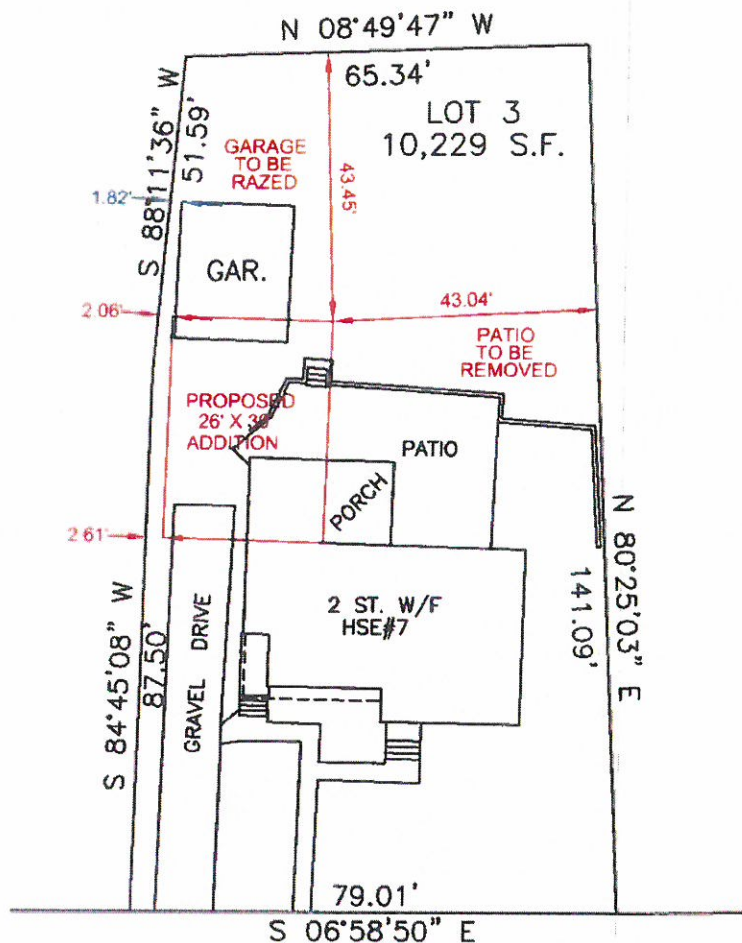 N 08°49'47" W
65.34'
LOT 3
10,229 S.F.
S 88°11'36" W
51.59'
GARAGE
TO BE
RAZED
43.45'
1.82'
GAR.
2.06'
43.04'
PATIO
TO BE
REMOVED
PROPOSED
26' X 36'
ADDITION
PATIO
PORCH
2.61'
2 ST. W/F
HSE#7
N 80°25'03" E
141.09'
S 84°45'08" W
87.50'
GRAVEL DRIVE
79.01'
S 06°58'50" E